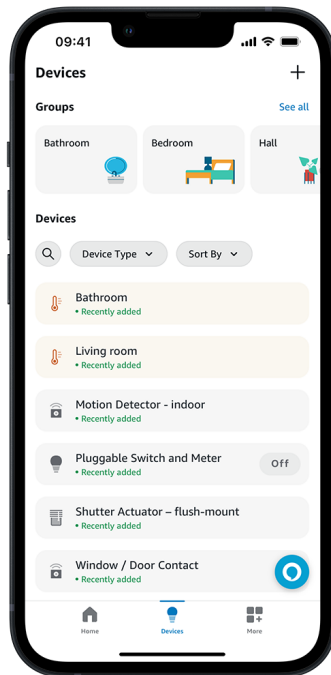 09:41
Devices
Groups
See all
Bathroom
Bedroom
Hall
Devices
Device Type
Sort By
Bathroom
• Recently added
Living room
• Recently added
Motion Detector - indoor
• Recently added
Pluggable Switch and Meter
• Recently added
Off
Shutter Actuator – flush-mount
• Recently added
Window / Door Contact
• Recently added
Home
Devices
More